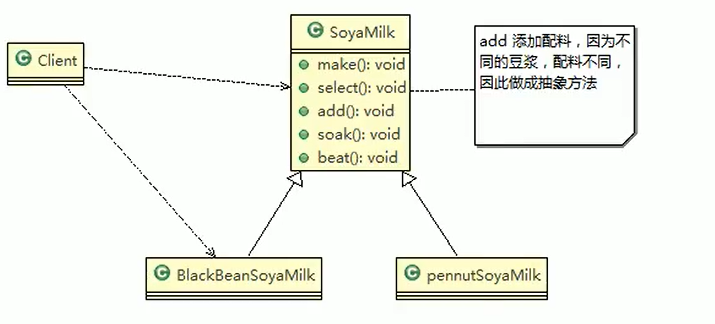 SoyaMilk
Client
make(): void
select(): void
add(): void
soak(): void
beat(): void
add 添加配料，因为不
同的豆浆，配料不同，
因此做成抽象方法
BlackBeanSoyaMilk
pennutSoyaMilk